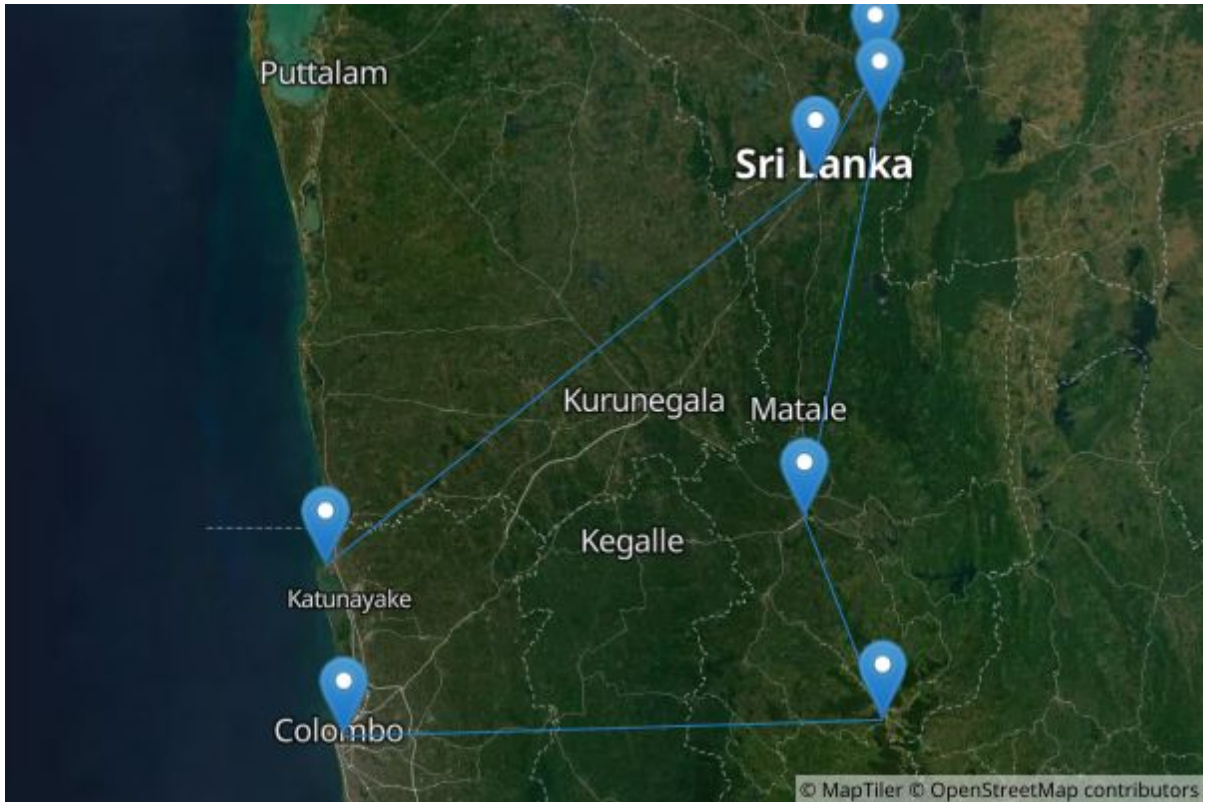 Puttalam
Sri Lanka
Kurunegala
Matale
Kegalle
Katunayake
Colombo
© MapTiler © OpenStreetMap contributors